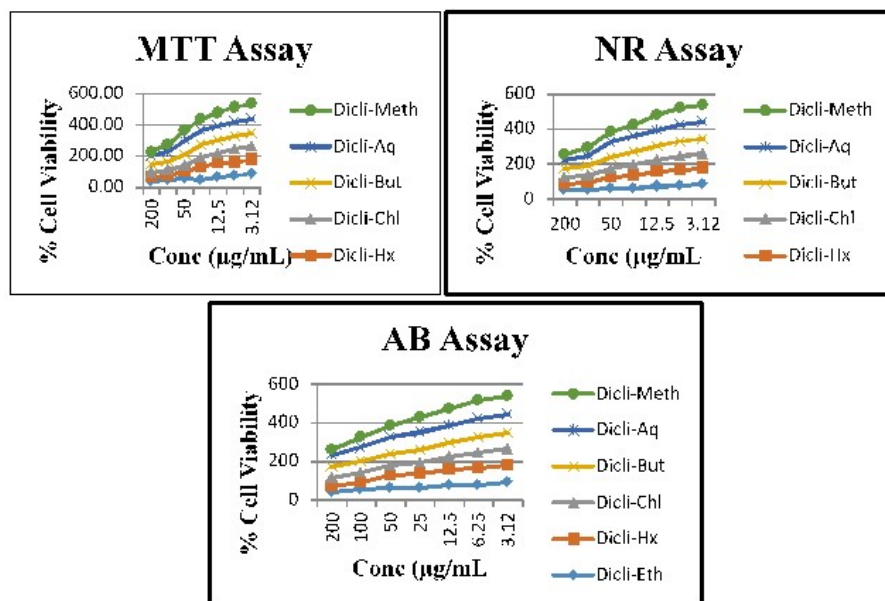 MTT Assay
% Cell Viability
600.00
400.00
200.00
0.00
200
50
12.5
3.12
Conc (µg/mL)
Dicli-Meth
Dicli-Aq
Dicli-But
Dicli-Chl
Dicli-Hx
NR Assay
% Cell Viability
600
400
200
0
200
50
12.5
3.12
Conc (µg/mL
Dicli-Meth
Dicli-Aq
Dicli-But
Dicli-Chl
Dicli-Hx
AB Assay
% Cell Viability
600
400
200
0
200
100
50
25
12.5
6.25
3.12
Conc (µg/mL
Dicli-Meth
Dicli-Aq
Dicli-But
Dicli-Chl
Dicli-Hx
Dicli-Eth